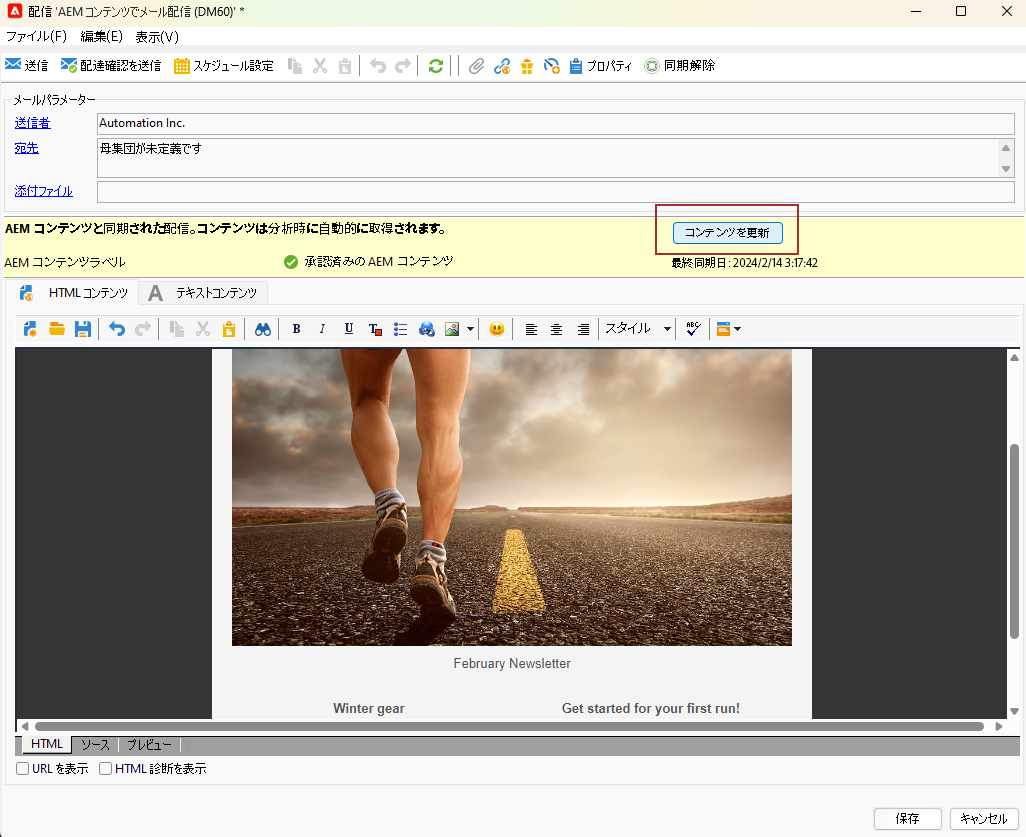 配信 'AEM コンテンツでメール配信 (DM60)' *
ファイル(F) 編集(E) 表示(V)
送信 配達確認を送信 スケジュール設定 プロパティ 同期解除
メールパラメーター
送信者 Automation Inc.
宛先 母集団が未定義です
添付ファイル
AEM コンテンツと同期された配信。コンテンツは分析時に自動的に取得されます。 コンテンツを更新
AEM コンテンツラベル 承認済みの AEM コンテンツ 最終同期日: 2024/2/14 3:17:42
HTML コンテンツ A テキストコンテンツ
B I U T スタイル ABC
February Newsletter
Winter gear Get started for your first run!
HTML ソース プレビュー
URL を表示 HTML 診断を表示
保存 キャンセル